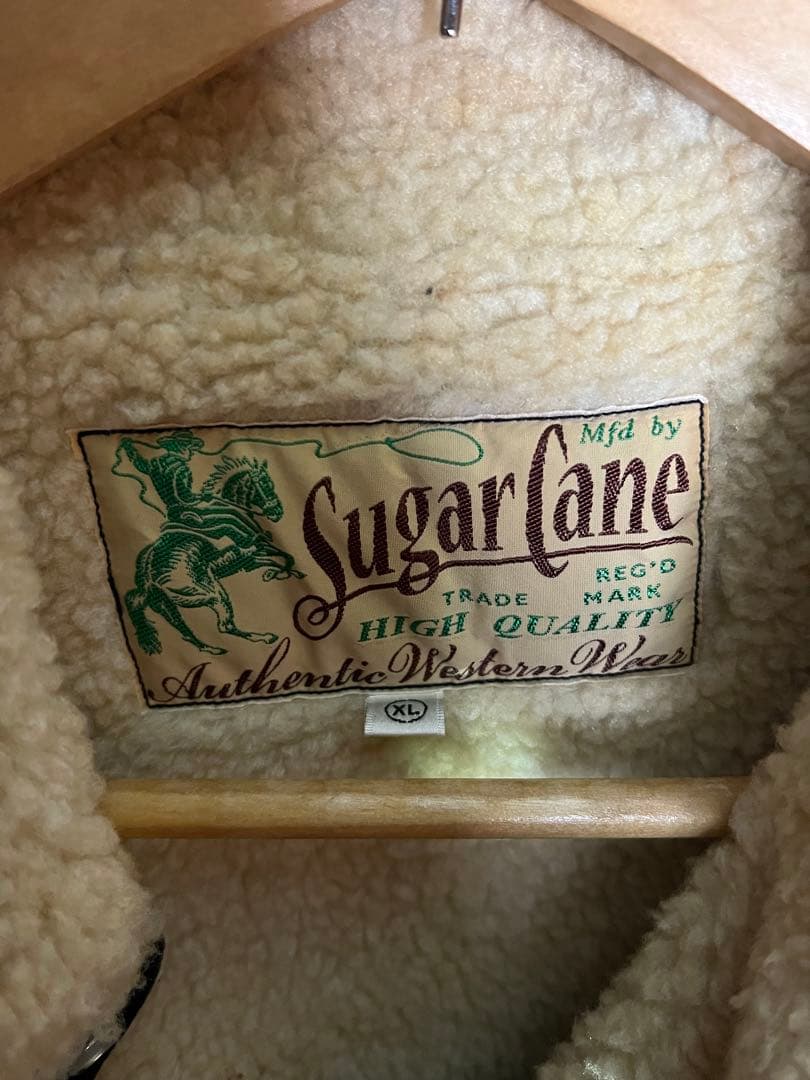 Mfd by
Sugar Cane
TRADE MARK REG'D
HIGH QUALITY
Authentic Western Wear
XL